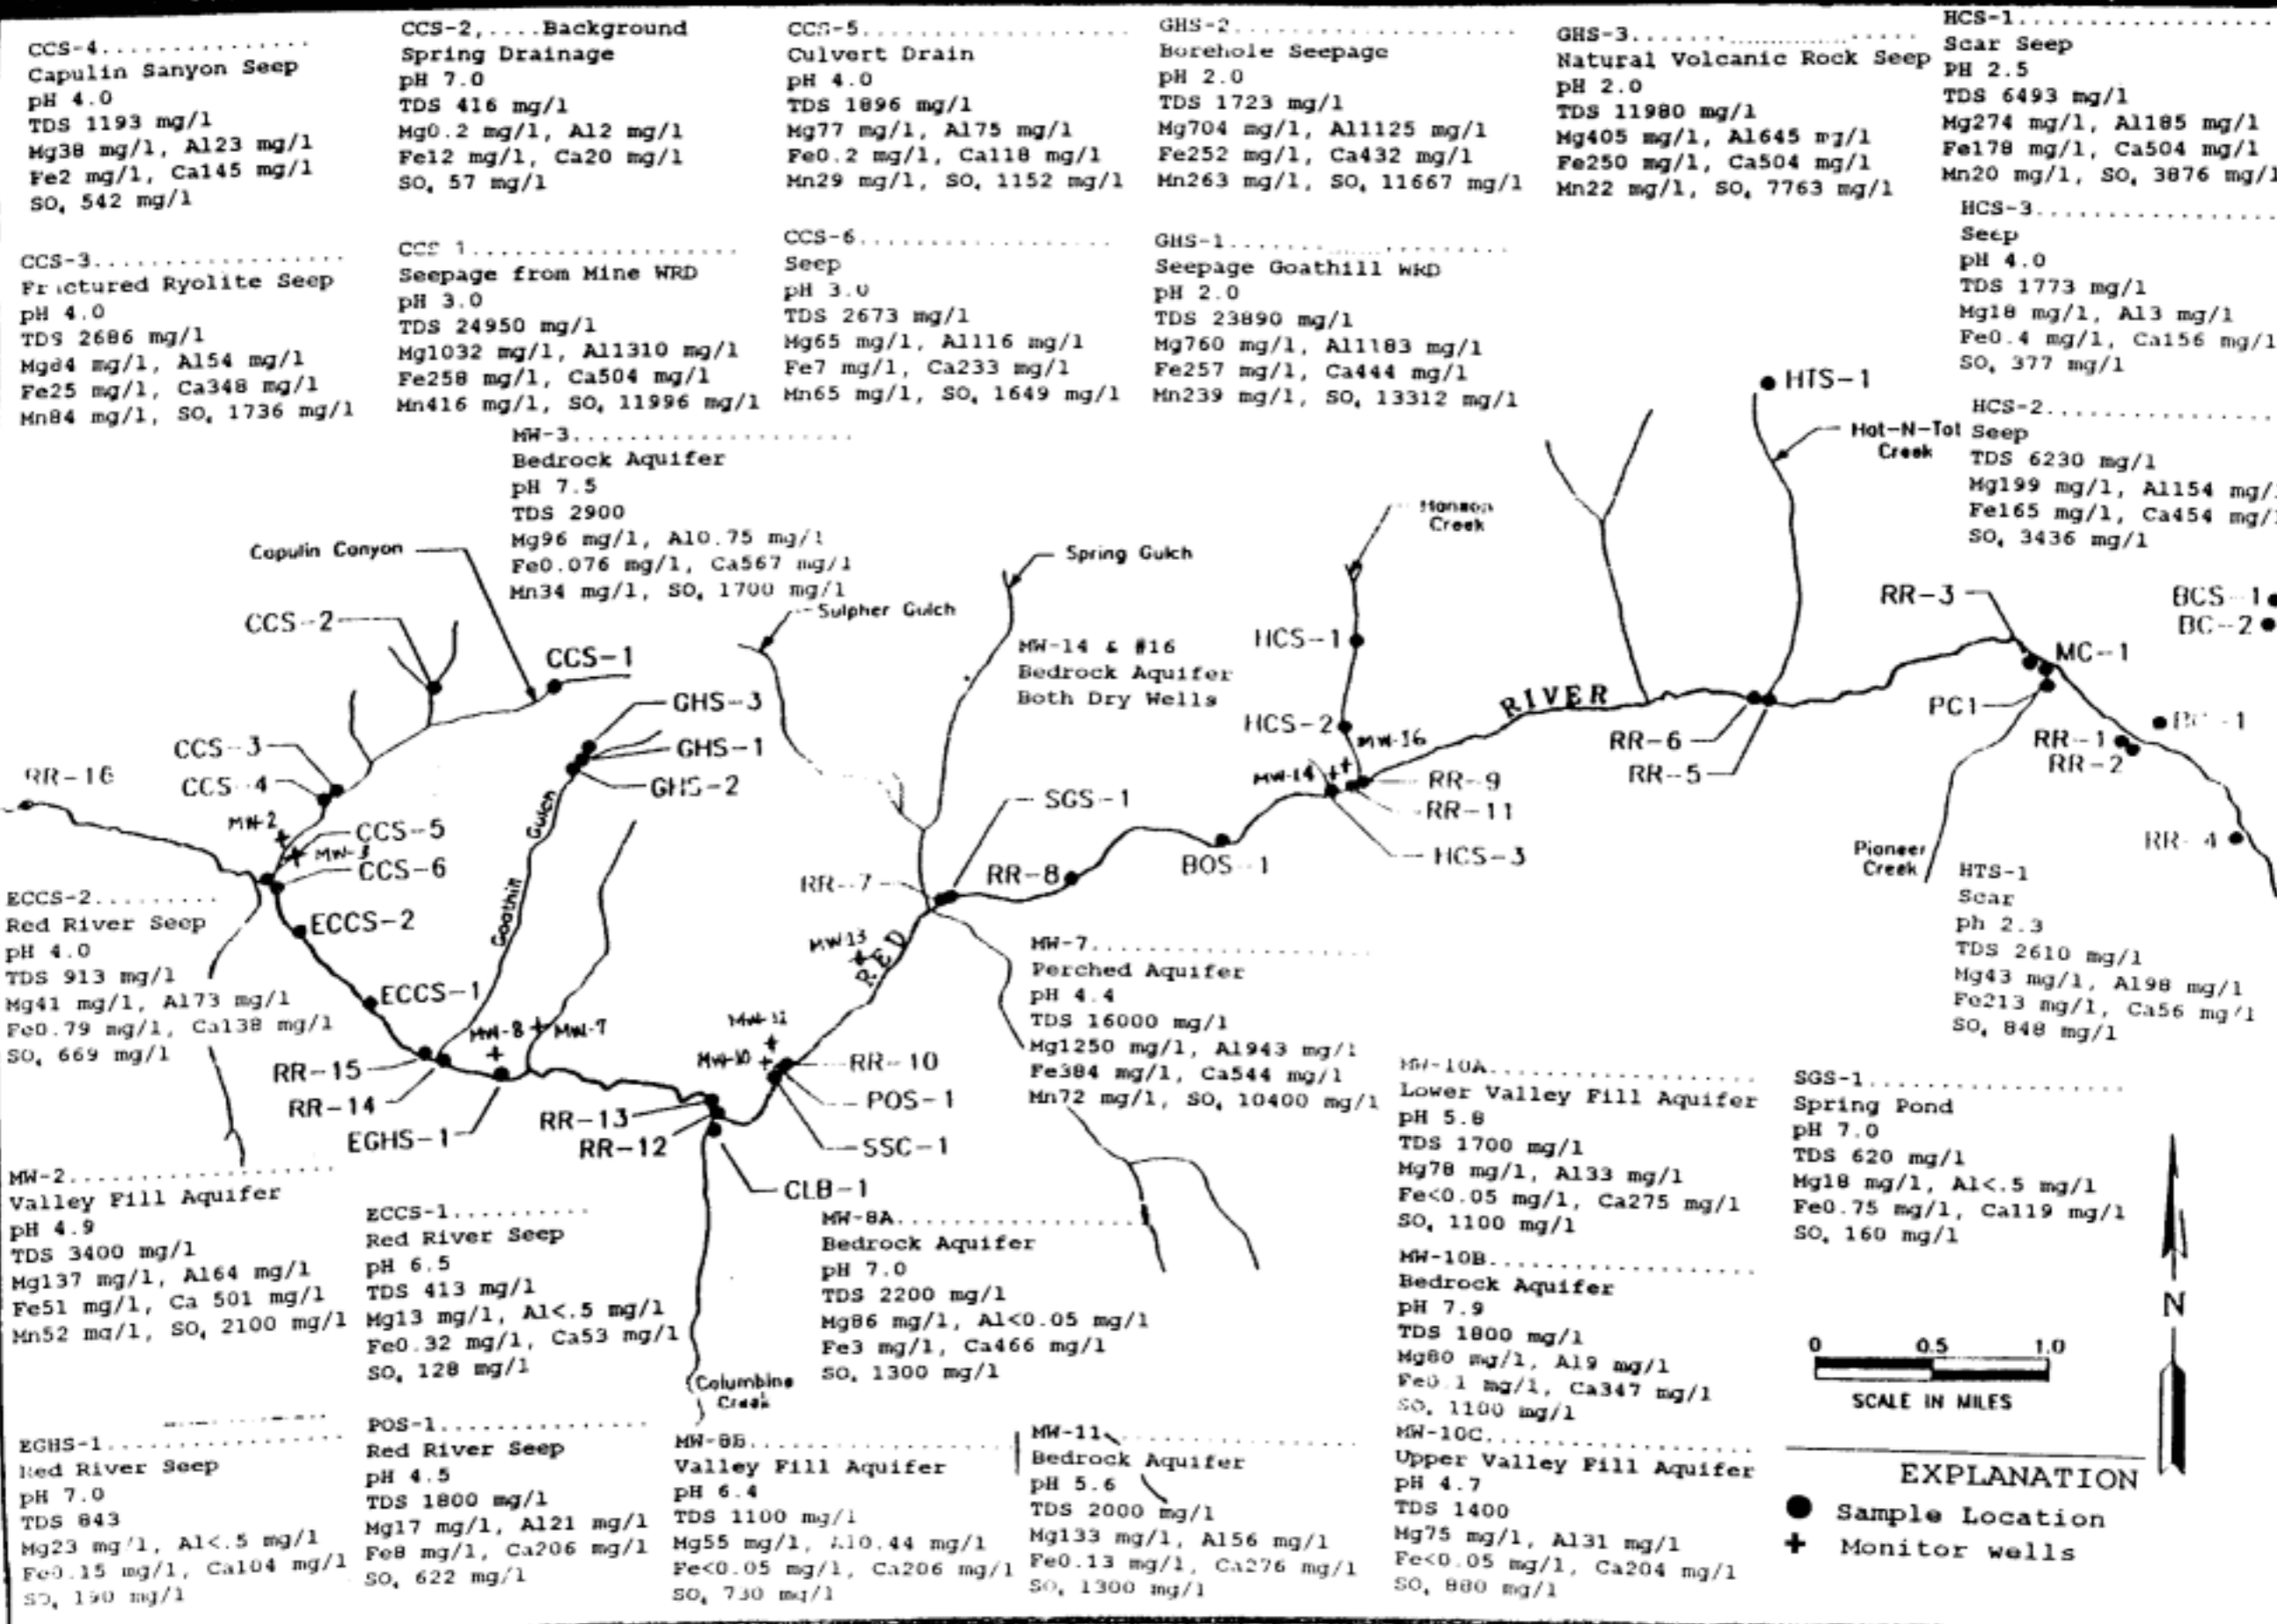 CCS-4................
Capulin Sanyon Seep
pH 4.0
TDS 1193 mg/l
Mg38 mg/l, Al23 mg/l
Fe2 mg/l, Ca145 mg/l
SO₄ 542 mg/l
CCS-2,....Background
Spring Drainage
pH 7.0
TDS 416 mg/l
Mg0.2 mg/l, Al2 mg/l
Fe12 mg/l, Ca20 mg/l
SO₄ 57 mg/l
CCS-5....................
Culvert Drain
pH 4.0
TDS 1896 mg/l
Mg77 mg/l, Al75 mg/l
Fe0.2 mg/l, Ca118 mg/l
Mn29 mg/l, SO₄ 1152 mg/l
GHS-2......................
Borehole Seepage
pH 2.0
TDS 1723 mg/l
Mg704 mg/l, Al1125 mg/l
Fe252 mg/l, Ca432 mg/l
Mn263 mg/l, SO₄ 11667 mg/l
GHS-3......................
Natural Volcanic Rock Seep
pH 2.0
TDS 11980 mg/l
Mg405 mg/l, Al645 mg/l
Fe250 mg/l, Ca504 mg/l
Mn22 mg/l, SO₄ 7763 mg/l
HCS-1....................
Scar Seep
PH 2.5
TDS 6493 mg/l
Mg274 mg/l, Al185 mg/l
Fe178 mg/l, Ca504 mg/l
Mn20 mg/l, SO₄ 3876 mg/l
CCS-3..................
Fractured Ryolite Seep
pH 4.0
TDS 2686 mg/l
Mg84 mg/l, Al54 mg/l
Fe25 mg/l, Ca348 mg/l
Mn84 mg/l, SO₄ 1736 mg/l
CCS 1....................
Seepage from Mine WRD
pH 3.0
TDS 24950 mg/l
Mg1032 mg/l, Al1310 mg/l
Fe258 mg/l, Ca504 mg/l
Mn416 mg/l, SO₄ 11996 mg/l
CCS-6...................
Seep
pH 3.0
TDS 2673 mg/l
Mg65 mg/l, Al116 mg/l
Fe7 mg/l, Ca233 mg/l
Mn65 mg/l, SO₄ 1649 mg/l
GHS-1.....................
Seepage Goathill WRD
pH 2.0
TDS 23890 mg/l
Mg760 mg/l, Al1183 mg/l
Fe257 mg/l, Ca444 mg/l
Mn239 mg/l, SO₄ 13312 mg/l
HCS-3..................
Seep
pH 4.0
TDS 1773 mg/l
Mg18 mg/l, Al3 mg/l
Fe0.4 mg/l, Ca156 mg/l
SO₄ 377 mg/l
HCS-2.................
Seep
TDS 6230 mg/l
Mg199 mg/l, Al154 mg/
Fe165 mg/l, Ca454 mg/
SO₄ 3436 mg/l
MW-3.....................
Bedrock Aquifer
pH 7.5
TDS 2900
Mg96 mg/l, Al0.75 mg/l
Fe0.076 mg/l, Ca567 mg/l
Mn34 mg/l, SO₄ 1700 mg/l
HTS-1
Hot-N-Tot
Creek
Hanson
Creek
Capulin Canyon
Spring Gulch
Sulpher Gulch
MW-14 & #16
Bedrock Aquifer
Both Dry Wells
CCS-2
CCS-1
GHS-3
GHS-1
GHS-2
CCS-3
CCS-4
RR-16
MW-2
CCS-5
MW-3
CCS-6
Goathill Gulch
HCS-1
HCS-2
MW-16
MW-14
RR-9
RR-11
HCS-3
RED RIVER
RR-6
RR-5
RR-3
MC-1
PC1
BCS-1
BC-2
RR-1
RR-2
RR-4
Pioneer
Creek
SGS-1
RR-7
RR-8
BOS-1
ECCS-2
ECCS-1
MW-13
MW-8
MW-7
MW-11
MW-10
RR-10
POS-1
SSC-1
RR-15
RR-14
EGHS-1
RR-13
RR-12
CLB-1
Columbine
Creek
ECCS-2.........
Red River Seep
pH 4.0
TDS 913 mg/l
Mg41 mg/l, Al73 mg/l
Fe0.79 mg/l, Ca138 mg/l
SO₄ 669 mg/l
MW-7....................
Perched Aquifer
pH 4.4
TDS 16000 mg/l
Mg1250 mg/l, Al943 mg/l
Fe384 mg/l, Ca544 mg/l
Mn72 mg/l, SO₄ 10400 mg/l
HTS-1
Scar
ph 2.3
TDS 2610 mg/l
Mg43 mg/l, Al98 mg/l
Fe213 mg/l, Ca56 mg/l
SO₄ 848 mg/l
MW-10A...................
Lower Valley Fill Aquifer
pH 5.8
TDS 1700 mg/l
Mg78 mg/l, Al33 mg/l
Fe<0.05 mg/l, Ca275 mg/l
SO₄ 1100 mg/l
SGS-1...................
Spring Pond
pH 7.0
TDS 620 mg/l
Mg18 mg/l, Al<.5 mg/l
Fe0.75 mg/l, Ca119 mg/l
SO₄ 160 mg/l
MW-2...................
Valley Fill Aquifer
pH 4.9
TDS 3400 mg/l
Mg137 mg/l, Al64 mg/l
Fe51 mg/l, Ca 501 mg/l
Mn52 mg/l, SO₄ 2100 mg/l
ECCS-1..........
Red River Seep
pH 6.5
TDS 413 mg/l
Mg13 mg/l, Al<.5 mg/l
Fe0.32 mg/l, Ca53 mg/l
SO₄ 128 mg/l
MW-8A...................
Bedrock Aquifer
pH 7.0
TDS 2200 mg/l
Mg86 mg/l, Al<0.05 mg/l
Fe3 mg/l, Ca466 mg/l
SO₄ 1300 mg/l
MW-10B...................
Bedrock Aquifer
pH 7.9
TDS 1800 mg/l
Mg80 mg/l, Al9 mg/l
Fe0.1 mg/l, Ca347 mg/l
SO₄ 1100 mg/l
N
0 0.5 1.0
SCALE IN MILES
EGHS-1..................
Red River Seep
pH 7.0
TDS 843
Mg23 mg/l, Al<.5 mg/l
Fe0.15 mg/l, Ca104 mg/l
SO₄ 190 mg/l
POS-1...............
Red River Seep
pH 4.5
TDS 1800 mg/l
Mg17 mg/l, Al21 mg/l
Fe8 mg/l, Ca206 mg/l
SO₄ 622 mg/l
MW-8B...................
Valley Fill Aquifer
pH 6.4
TDS 1100 mg/l
Mg55 mg/l, Al0.44 mg/l
Fe<0.05 mg/l, Ca206 mg/l
SO₄ 730 mg/l
MW-11...................
Bedrock Aquifer
pH 5.6
TDS 2000 mg/l
Mg133 mg/l, Al56 mg/l
Fe0.13 mg/l, Ca276 mg/l
SO₄ 1300 mg/l
MW-10C...................
Upper Valley Fill Aquifer
pH 4.7
TDS 1400
Mg75 mg/l, Al31 mg/l
Fe<0.05 mg/l, Ca204 mg/l
SO₄ 880 mg/l
EXPLANATION
Sample Location
Monitor wells